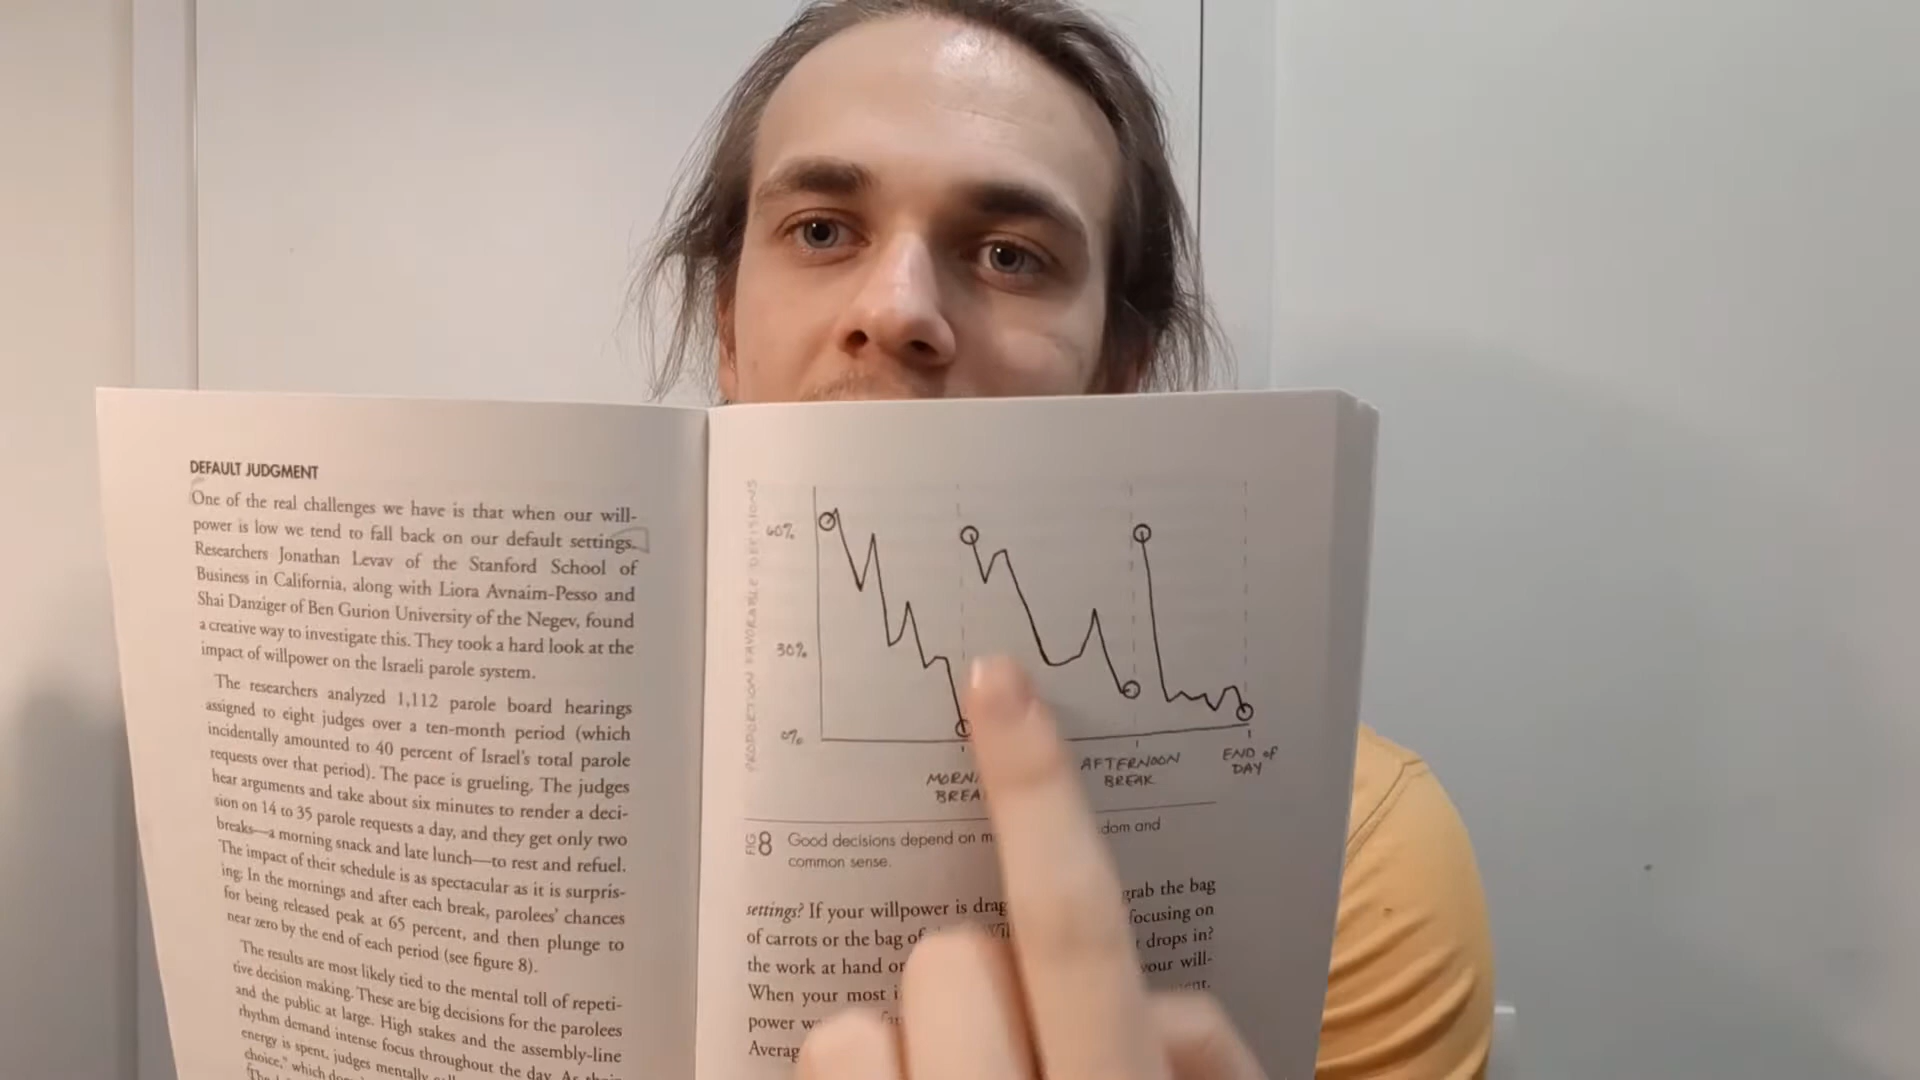 DEFAULT JUDGMENT
One of the real challenges we have is that when our will-
power is low we tend to fall back on our default settings.
Researchers Jonathan Levav of the Stanford School of
Business in California, along with Liora Avnaim-Pesso and
Shai Danziger of Ben Gurion University of the Negev, found
a creative way to investigate this. They took a hard look at the
impact of willpower on the Israeli parole system.
The researchers analyzed 1,112 parole board hearings
assigned to eight judges over a ten-month period (which
incidentally amounted to 40 percent of Israel's total parole
requests over that period). The pace is grueling. The judges
hear arguments and take about six minutes to render a deci-
sion on 14 to 35 parole requests a day, and they get only two
breaks—a morning snack and late lunch—to rest and refuel.
The impact of their schedule is as spectacular as it is surpris-
ing: In the mornings and after each break, parolees' chances
for being released peak at 65 percent, and then plunge to
near zero by the end of each period (see figure 8).
The results are most likely tied to the mental toll of repeti-
tive decision making. These are big decisions for the parolees
and the public at large. High stakes and the assembly-line
rhythm demand intense focus throughout the day. As their
energy is spent, judges mentally
choice," which
PROPORTION FAVORABLE DECISIONS
60%
30%
0%
MORN
BREA
AFTERNOON
BREAK
END of
DAY
FIG 8 Good decisions depend on m dom and
common sense.
settings? If your willpower is drag grab the bag
of carrots or the bag of focusing on
the work at hand or drops in?
When your most i your will-
power w
Averag